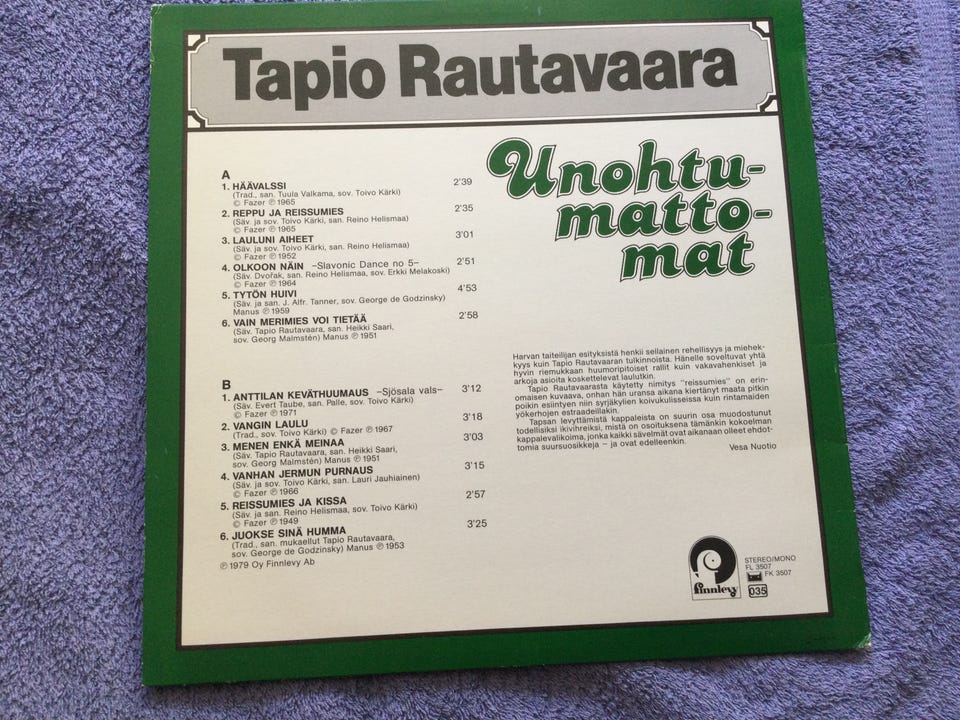 Tapio Rautavaara
Unohtu-
matto-
mat
A
1. HÄÄVALSSI 2'39
(Trad., san. Tuula Valkama, sov. Toivo Kärki)
© Fazer ℗ 1965
2. REPPU JA REISSUMIES 2'35
(Säv. ja sov. Toivo Kärki, san. Reino Helismaa)
© Fazer ℗ 1965
3. LAULUNI AIHEET 3'01
(Säv. ja sov. Toivo Kärki, san. Reino Helismaa)
© Fazer ℗ 1952
4. OLKOON NÄIN –Slavonic Dance no 5– 2'51
(Säv. Dvořak, san. Reino Helismaa, sov. Erkki Melakoski)
© Fazer ℗ 1964
5. TYTÖN HUIVI 4'53
(Säv. ja san. J. Alfr. Tanner, sov. George de Godzinsky)
Manus ℗ 1959
6. VAIN MERIMIES VOI TIETÄÄ 2'58
(Säv. Tapio Rautavaara, san. Heikki Saari,
sov. Georg Malmstén) Manus ℗ 1951
B
1. ANTTILAN KEVÄTHUUMAUS –Sjösala vals– 3'12
(Säv. Evert Taube, san. Palle, sov. Toivo Kärki)
© Fazer ℗ 1971
2. VANGIN LAULU 3'18
(Trad., sov. Toivo Kärki) © Fazer ℗ 1967
3. MENEN ENKÄ MEINAA 3'03
(Säv. Tapio Rautavaara, san. Heikki Saari,
sov. Georg Malmstén) Manus ℗ 1951
4. VANHAN JERMUN PURNAUS 3'15
(Säv. ja sov. Toivo Kärki, san. Lauri Jauhiainen)
© Fazer ℗ 1966
5. REISSUMIES JA KISSA 2'57
(Säv. ja san. Reino Helismaa, sov. Toivo Kärki)
© Fazer ℗ 1949
6. JUOKSE SINÄ HUMMA 3'25
(Trad., san. mukaellut Tapio Rautavaara,
sov. George de Godzinsky) Manus ℗ 1953
℗ 1979 Oy Finnlevy Ab
Harvan taiteilijan esityksistä henkii sellainen rehellisyys ja miehek-
kyys kuin Tapio Rautavaaran tulkinnoista. Hänelle soveltuvat yhtä
hyvin riemukkaan huumoripitoiset rallit kuin vakavahenkiset ja
arkoja asioita koskettelevat laulutkin.
Tapio Rautavaarasta käytetty nimitys "reissumies" on erin-
omaisen kuvaava, onhan hän uransa aikana kiertänyt maata pitkin
poikin esiintyen niin syrjäkylien koivukulisseissa kuin rintamaiden
yökerhojen estraadeillakin.
Tapsan levyttämistä kappaleista on suurin osa muodostunut
todellisiksi ikivihreiksi, mistä on osoituksena tämänkin kokoelman
kappalevalikoima, jonka kaikki sävelmät ovat aikanaan olleet ehdot-
tomia suursuosikkeja – ja ovat edelleenkin.
Vesa Nuotio
finnlevy
STEREO/MONO
FL 3507
FK 3507
035